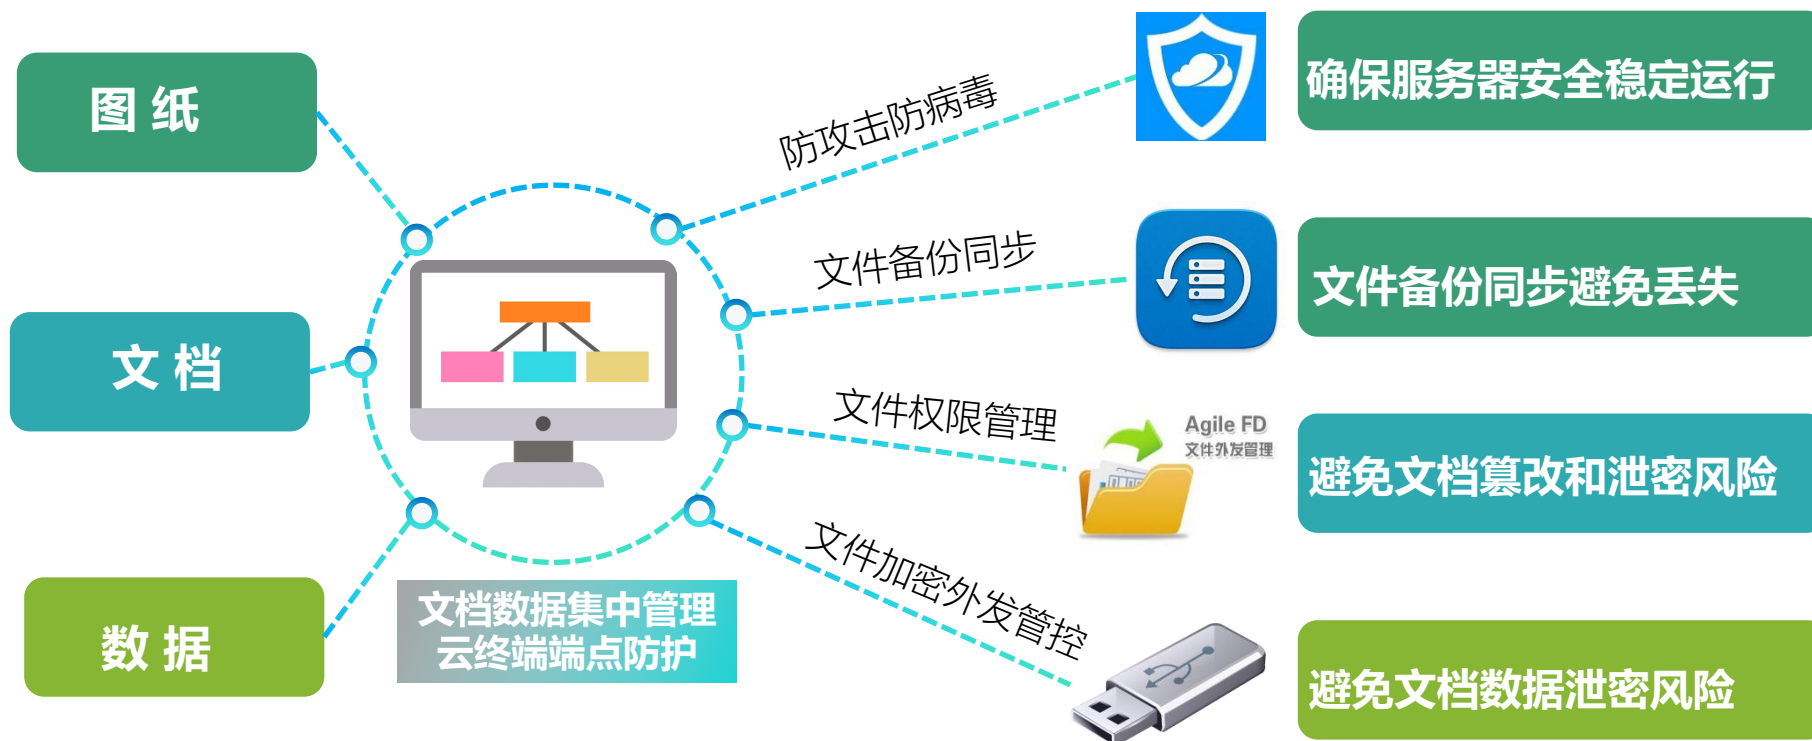 图 纸
文 档
数 据
文档数据集中管理
云终端端点防护
防攻击防病毒
确保服务器安全稳定运行
文件备份同步
文件备份同步避免丢失
文件权限管理
Agile FD
文件外发管理
避免文档篡改和泄密风险
文件加密外发管控
避免文档数据泄密风险